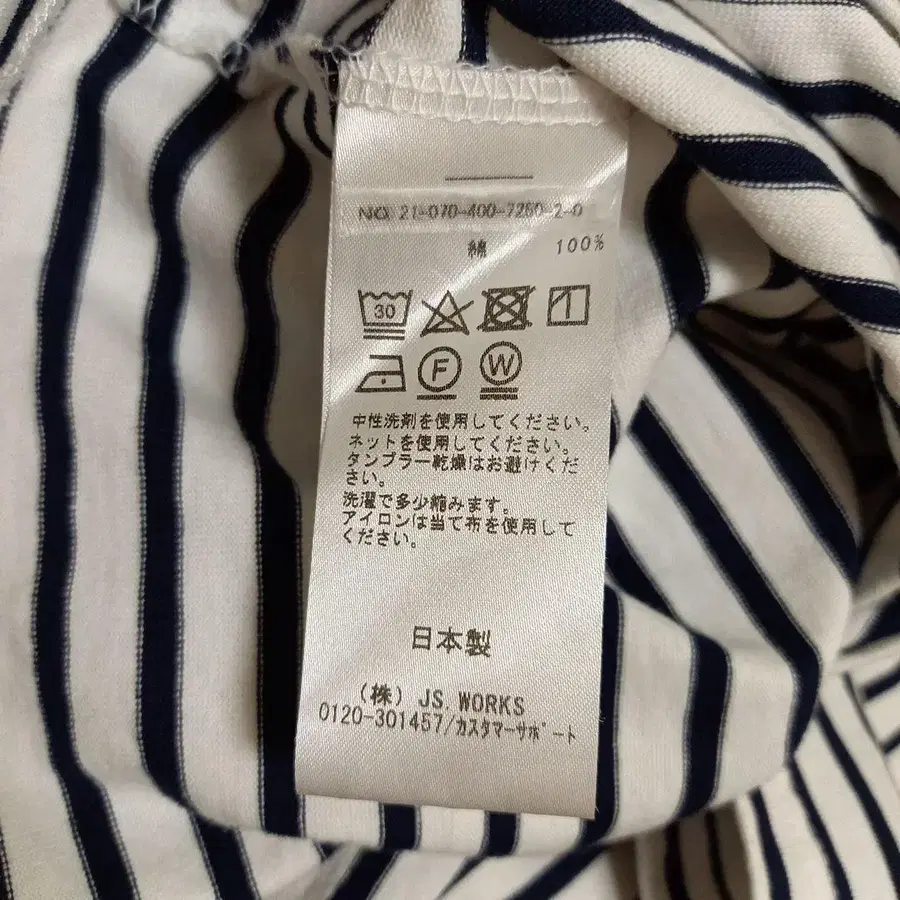 NO. 21-070-400-7260-2-0
綿 100%
30
F W
中性洗剤を使用してください。
ネットを使用してください。
タンブラー乾燥はお避けくだ
さい。
洗濯で多少縮みます。
アイロンは当て布を使用して
ください。
日本製
(株) JS. WORKS
0120-301457/カスタマーサポート